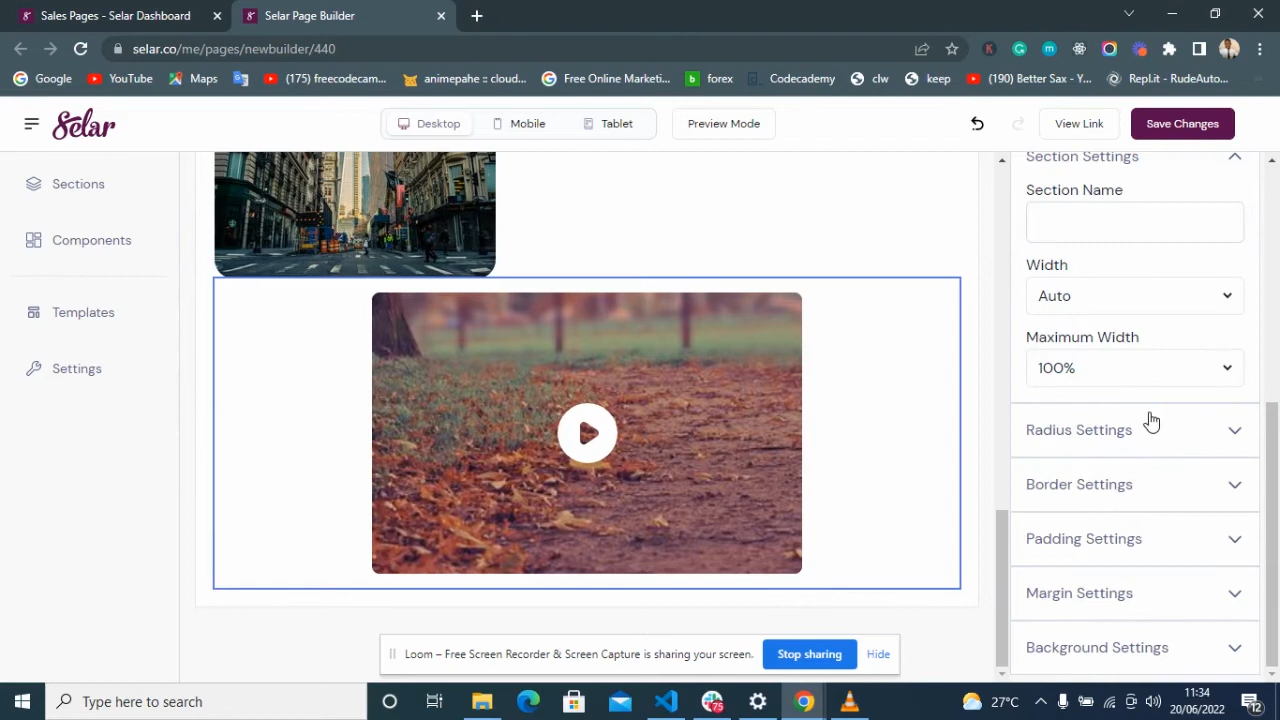 Sales Pages - Selar Dashboard
Selar Page Builder
selar.co/me/pages/newbuilder/440
Google
YouTube
Maps
(175) freecodecam...
animepahe :: cloud...
Free Online Marketi...
forex
Codecademy
clw
keep
(190) Better Sax - Y...
Repl.it - RudeAuto...
Selar
Desktop
Mobile
Tablet
Preview Mode
View Link
Save Changes
Sections
Components
Templates
Settings
Section Settings
Section Name
Width
Auto
Maximum Width
100%
Radius Settings
Border Settings
Padding Settings
Margin Settings
Background Settings
Loom – Free Screen Recorder & Screen Capture is sharing your screen.
Stop sharing
Hide
Type here to search
75
27°C
11:34
20/06/2022
12